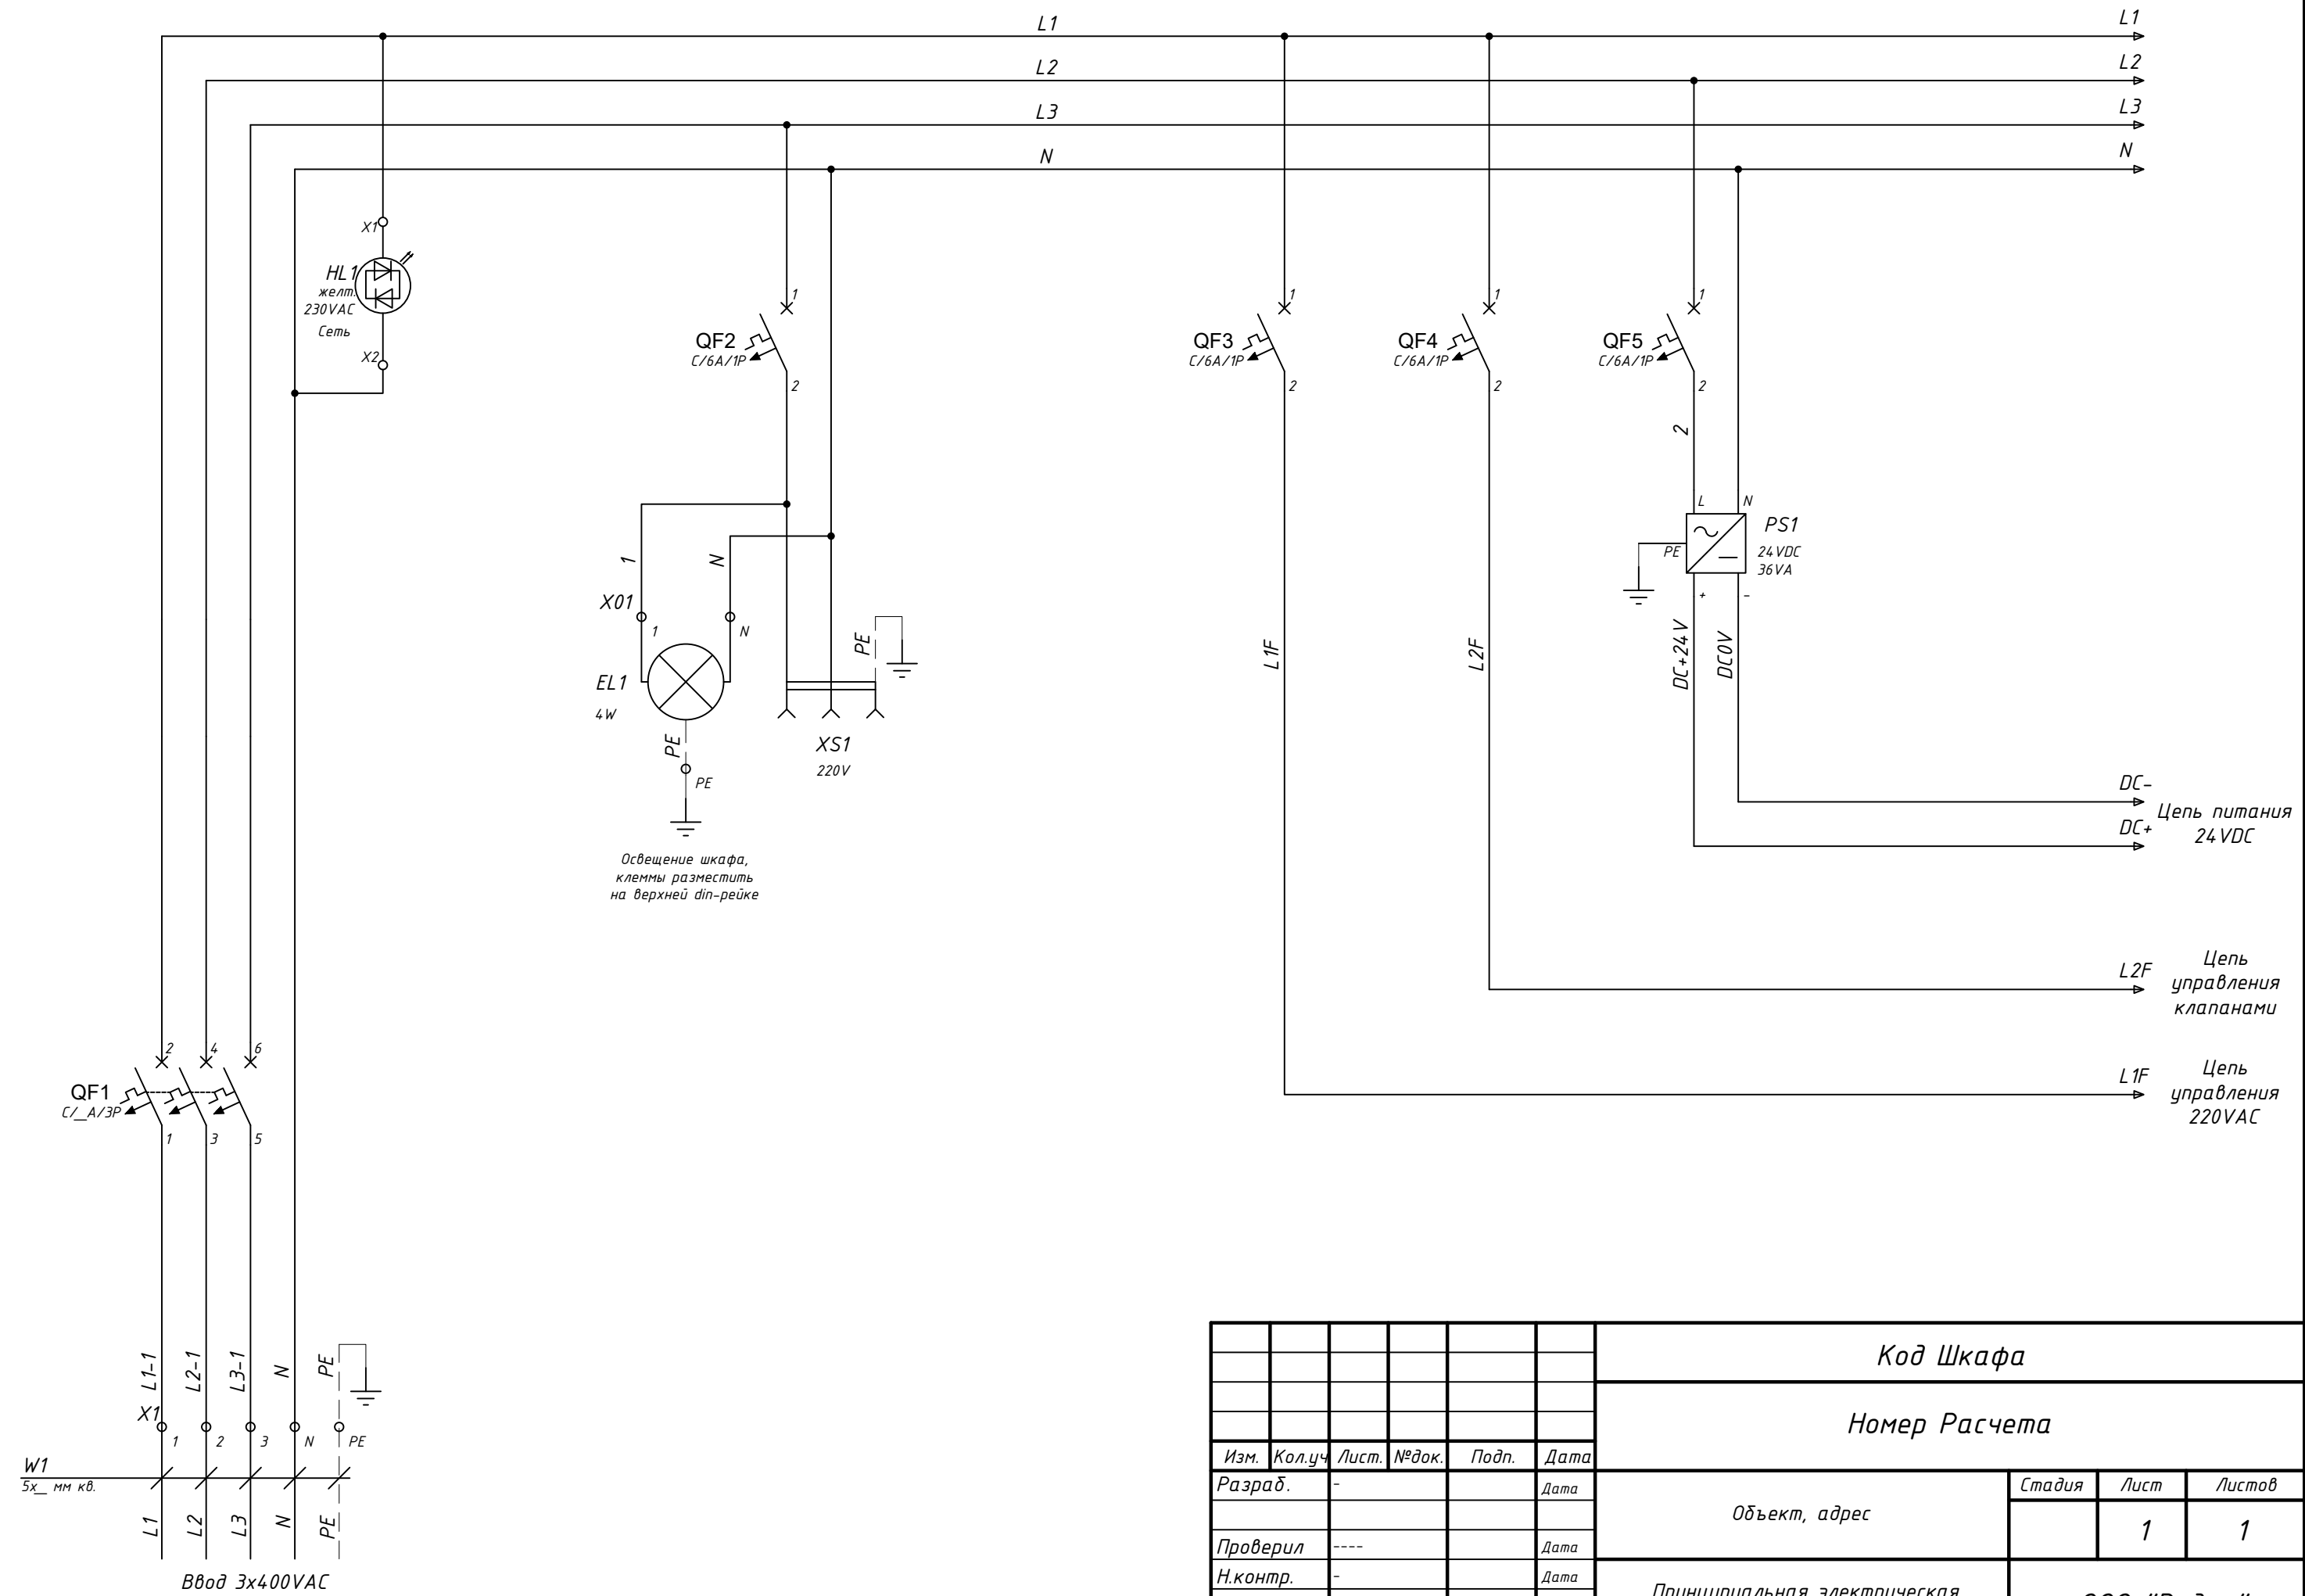 L1
L1
L2
L2
L3
L3
N
N
X1
HL1
желт.
230VAC
Сеть
X2
1
QF2
C/6A/1P
2
1
QF3
C/6A/1P
2
1
QF4
C/6A/1P
2
1
QF5
C/6A/1P
2
2
L
N
PS1
PE
24VDC
36VA
+
-
1
N
X01
1
N
PE
EL1
4W
PE
PE
XS1
220V
Освещение шкафа,
клеммы разместить
на верхней din-рейке
L1F
L2F
DC+24V
DC0V
DC-
DC+
Цепь питания
24VDC
L2F
Цепь
управления
клапанами
L1F
Цепь
управления
220VAC
2
4
6
QF1
C/__A/3P
1
3
5
L1-1
L2-1
L3-1
N
PE
X1
1
2
3
N
PE
W1
5x__ мм кв.
L1
L2
L3
N
PE
Ввод 3х400VAC
Код Шкафа
Номер Расчета
Изм.
Кол.уч
Лист.
№док.
Подп.
Дата
Разраб.
-
Дата
Объект, адрес
Стадия
Лист
Листов
1
1
Проверил
----
Дата
Н.контр.
-
Дата
Принципиальная электрическая